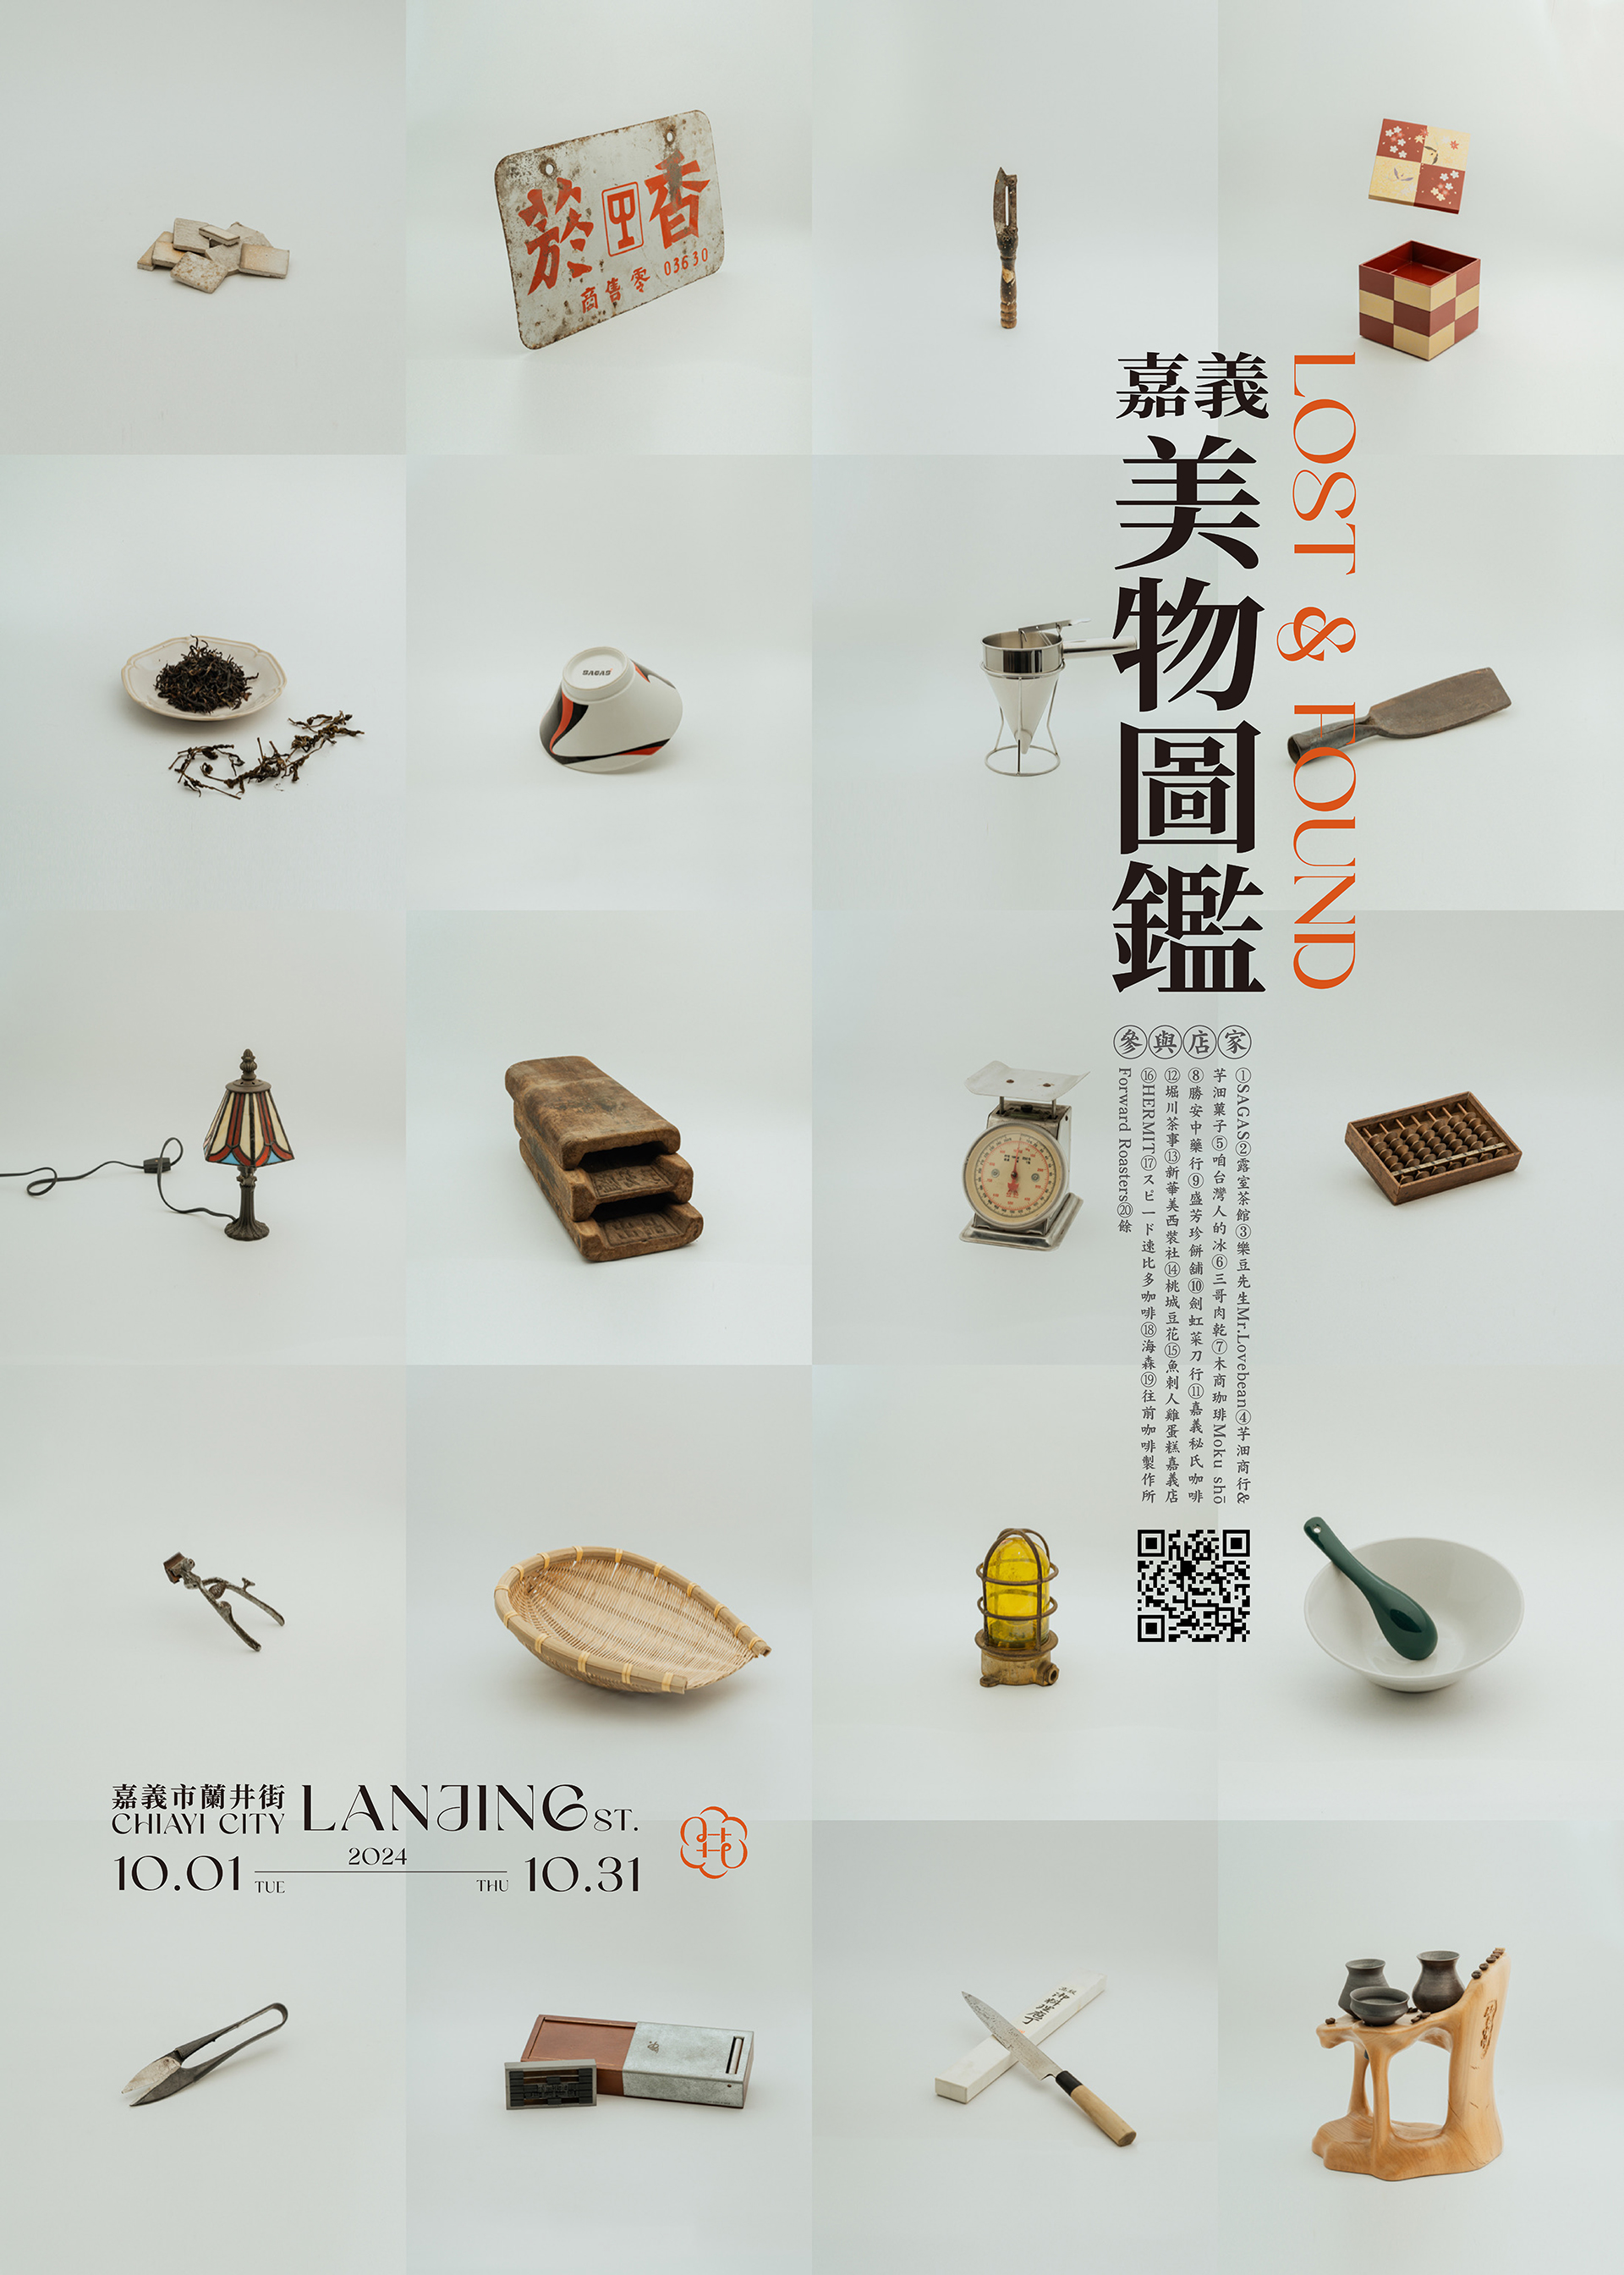 菸甲香
商售零 03630
嘉義
美物圖鑑
LOST & FOUND
SAGAS
參與店家
①SAGAS②露室茶館③樂豆先生Mr.Lovebean④芋沺商行&
芋沺菓子⑤咱台灣人的冰⑥三哥肉乾⑦木商珈琲Moku shō
⑧勝安中藥行⑨盛芳珍餅舖⑩劍虹菜刀行⑪嘉義秘氏咖啡
⑫堀川茶事⑬新華美西裝社⑭桃城豆花⑮魚刺人雞蛋糕嘉義店
⑯HERMIT⑰スピード速比多咖啡⑱海森⑲往前咖啡製作所
Forward Roasters⑳餘
嘉義市蘭井街
CHIAYI CITY
LANJING ST.
2024
10.01 TUE
THU 10.31
井